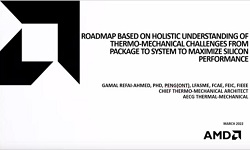 ROADMAP BASED ON HOLISTIC UNDERSTANDING OF
THERMO-MECHANICAL CHALLENGES FROM
PACKAGE TO SYSTEM TO MAXIMIZE SILICON
PERFORMANCE
GAMAL REFAI-AHMED, PHD, PENG(ONT), LFASME, FCAE, FEIC, FIEEE
CHIEF THERMO-MECHANICAL ARCHITECT
AECG THERMAL-MECHANICAL
MARCH 2022
AMD